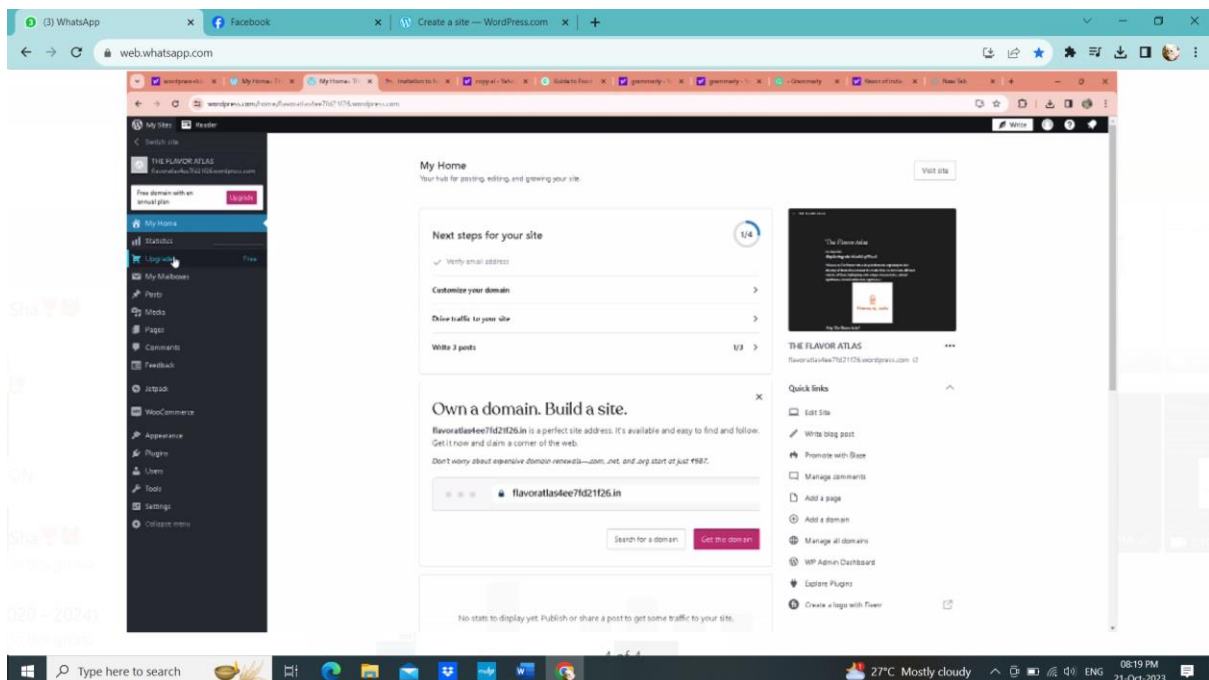 (3) WhatsApp
Facebook
Create a site — WordPress.com
web.whatsapp.com
My Sites
Reader
Write
Switch site
THE FLAVOR ATLAS
Free domain with an
annual plan
Upgrade
My Home
Statistics
Upgrades
Free
My Mailboxes
Posts
Media
Pages
Comments
Feedback
Jetpack
WooCommerce
Appearance
Plugins
Users
Tools
Settings
Collapse menu
My Home
Your hub for posting, editing, and growing your site.
Visit site
Next steps for your site
1/4
Verify email address
Customize your domain
Drive traffic to your site
Write 3 posts
1/3
Own a domain. Build a site.
flavoratlas4ee7fd21f26.in is a perfect site address. It's available and easy to find and follow.
Get it now and claim a corner of the web.
Don't worry about expensive domain renewals—.com, .net, and .org start at just
flavoratlas4ee7fd21f26.in
Search for a domain
Get this domain
No stats to display yet. Publish or share a post to get some traffic to your site.
The Flavor Atlas
THE FLAVOR ATLAS
flavoratlas4ee7fd21f26.wordpress.com
Quick links
Edit Site
Write blog post
Promote with Blaze
Manage comments
Add a page
Add a domain
Manage all domains
WP Admin Dashboard
Explore Plugins
Create a logo with Fiverr
4 of 4
Type here to search
27°C Mostly cloudy
ENG
08:19 PM
21-Oct-2023